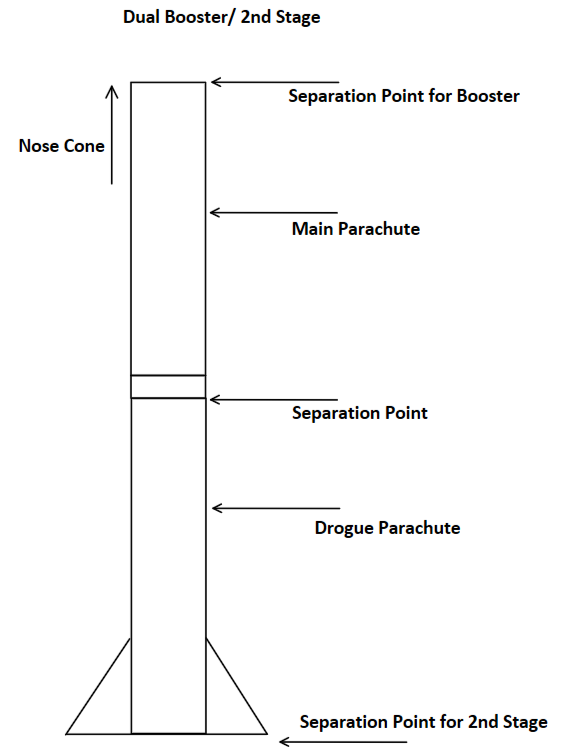 Dual Booster/ 2nd Stage
Separation Point for Booster
Nose Cone
Main Parachute
Separation Point
Drogue Parachute
Separation Point for 2nd Stage